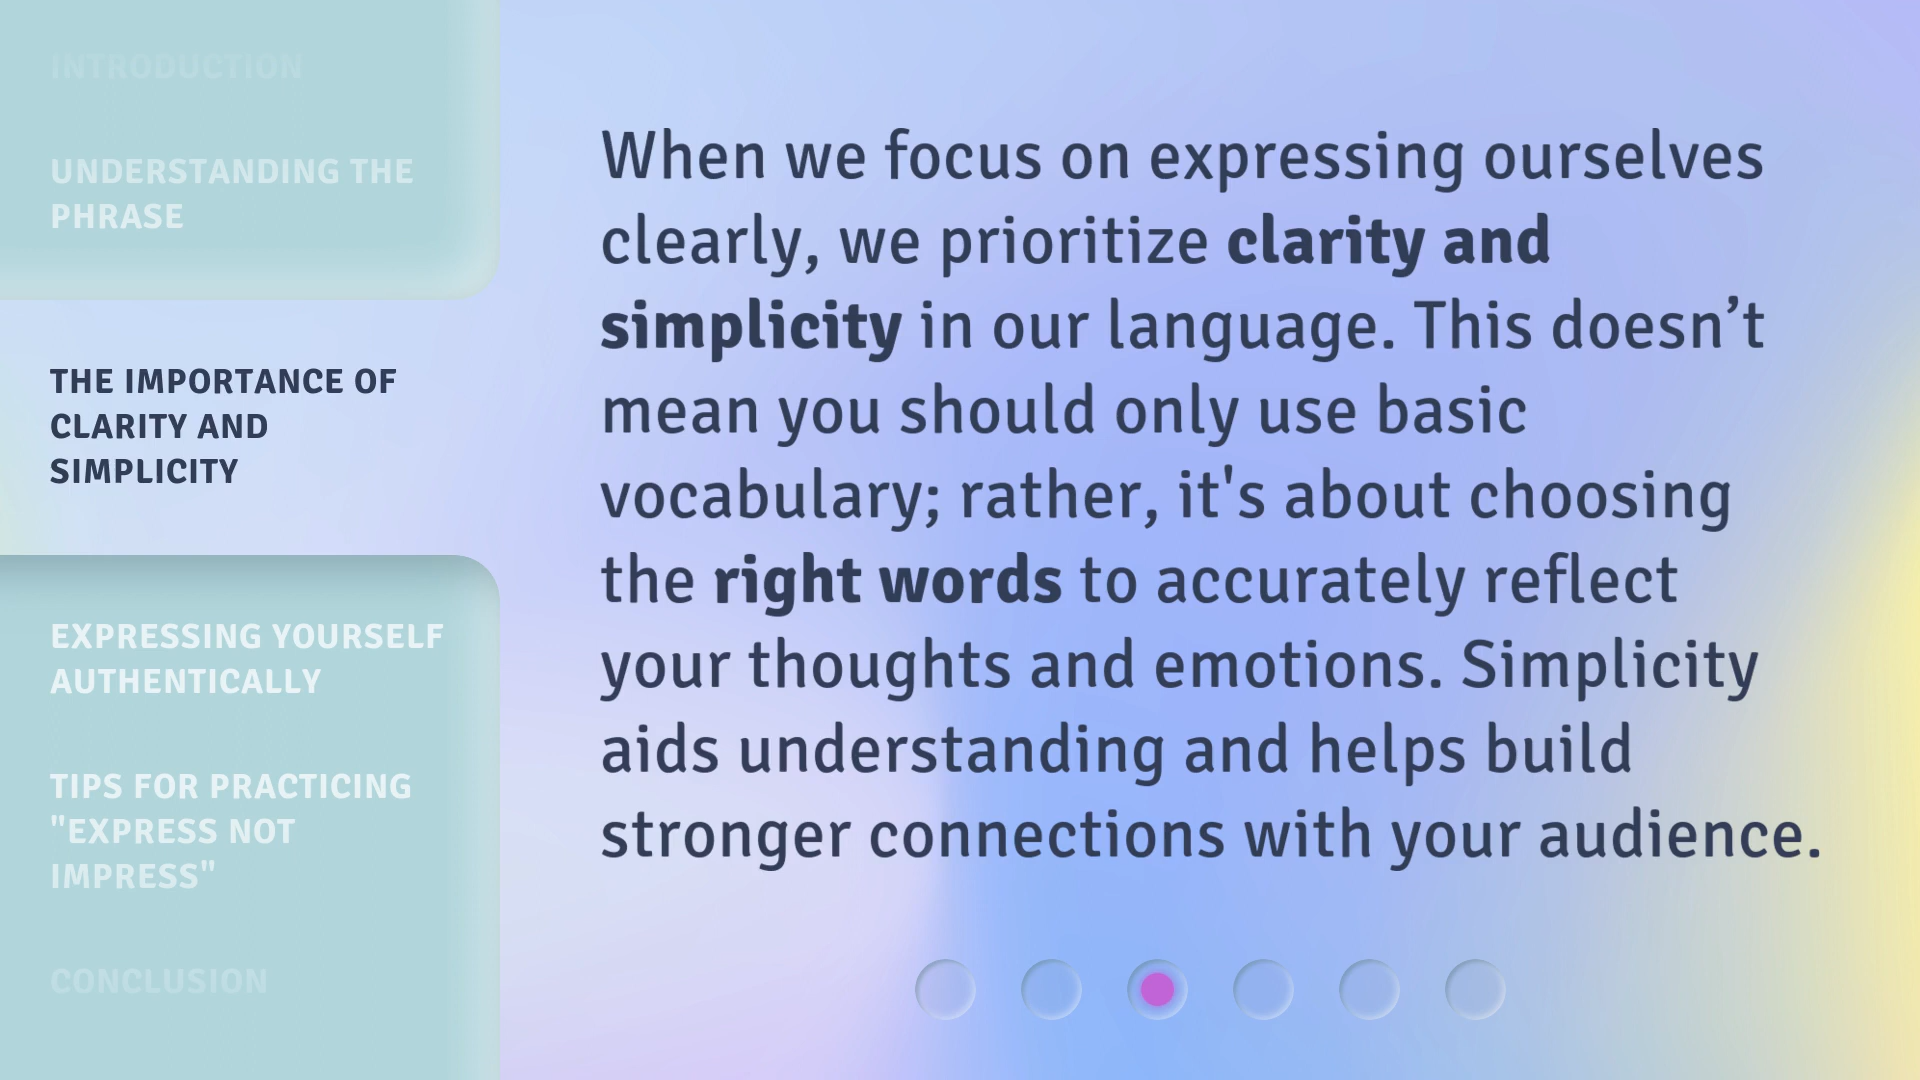 INTRODUCTION
UNDERSTANDING THE
PHRASE
THE IMPORTANCE OF
CLARITY AND
SIMPLICITY
EXPRESSING YOURSELF
AUTHENTICALLY
TIPS FOR PRACTICING
"EXPRESS NOT
IMPRESS"
CONCLUSION
When we focus on expressing ourselves
clearly, we prioritize clarity and
simplicity in our language. This doesn’t
mean you should only use basic
vocabulary; rather, it's about choosing
the right words to accurately reflect
your thoughts and emotions. Simplicity
aids understanding and helps build
stronger connections with your audience.